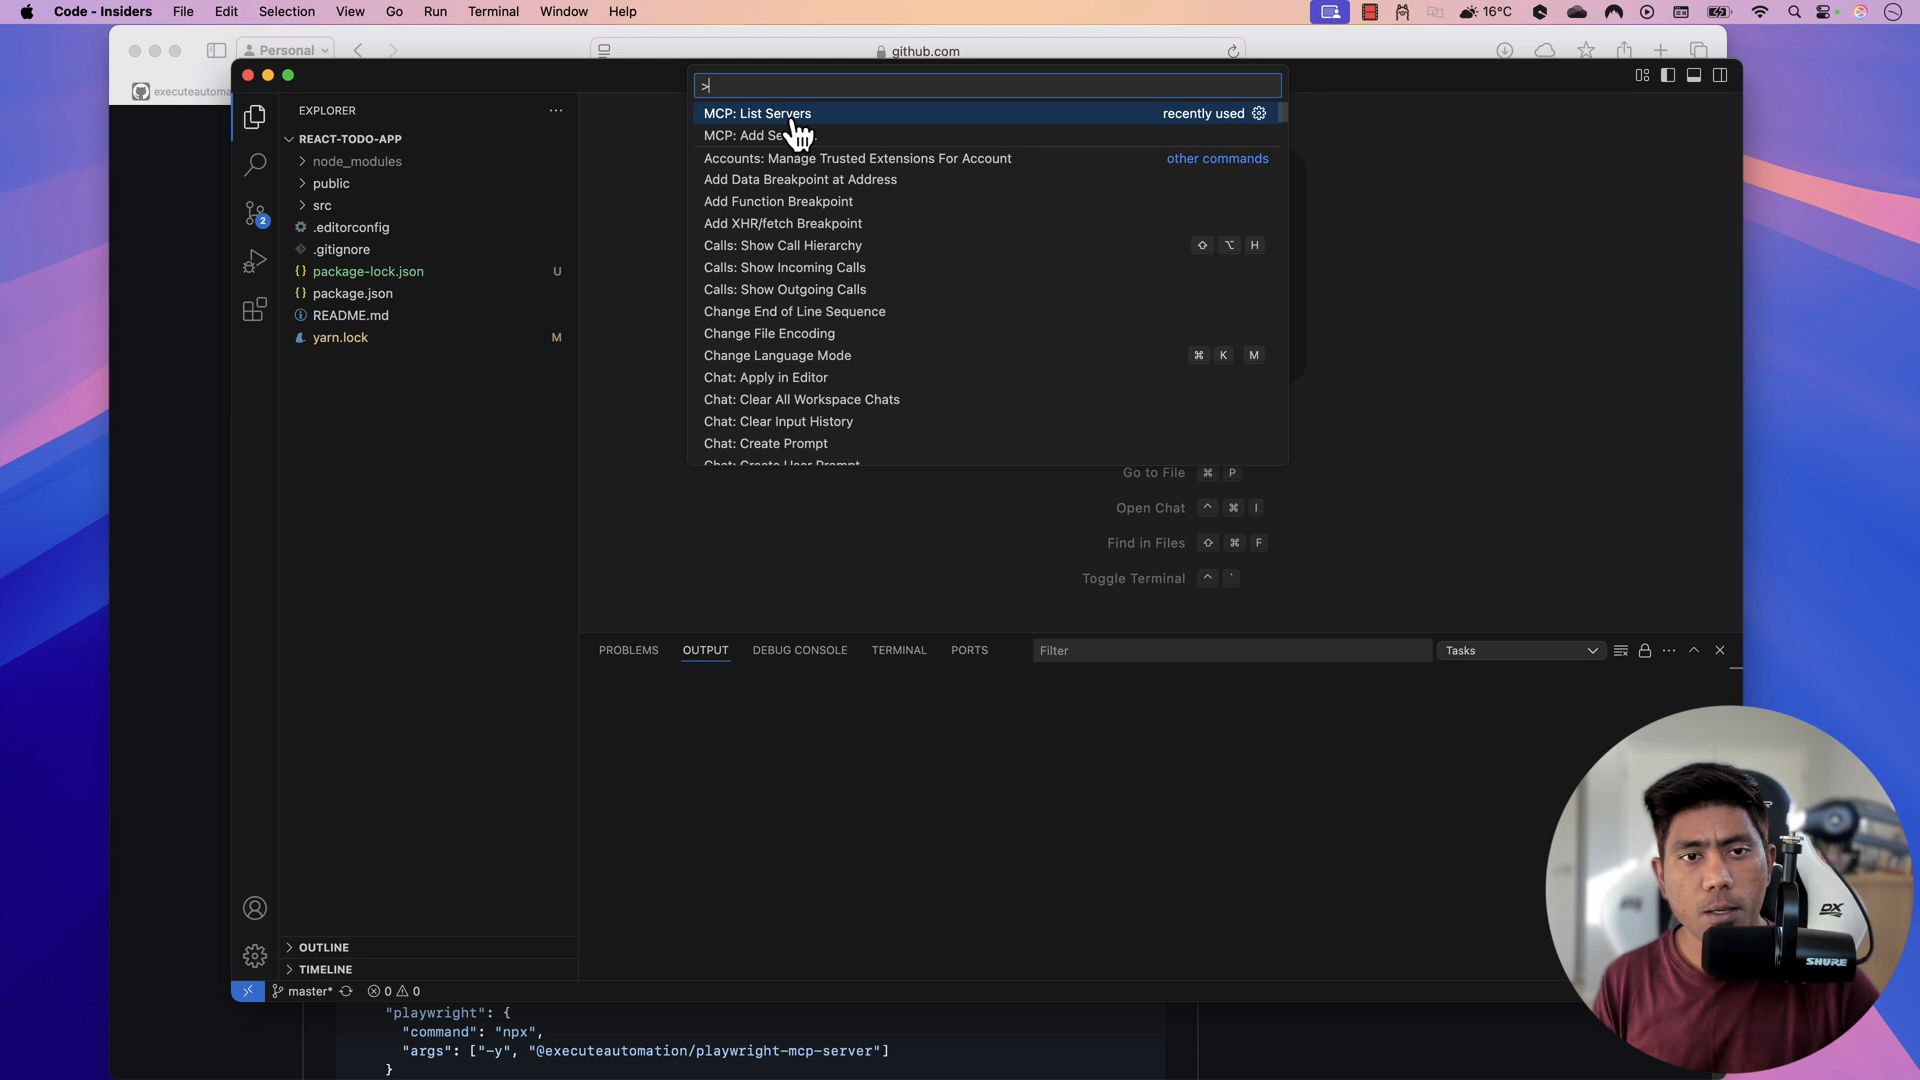 Code - Insiders File Edit Selection View Go Run Terminal Window Help
16°C
Personal
github.com
executeautoma
EXPLORER
REACT-TODO-APP
node_modules
public
src
2
.editorconfig
.gitignore
package-lock.json U
package.json
README.md
yarn.lock M
>
MCP: List Servers recently used
MCP: Add Se
Accounts: Manage Trusted Extensions For Account other commands
Add Data Breakpoint at Address
Add Function Breakpoint
Add XHR/fetch Breakpoint
Calls: Show Call Hierarchy ⇧ ⌥ H
Calls: Show Incoming Calls
Calls: Show Outgoing Calls
Change End of Line Sequence
Change File Encoding
Change Language Mode ⌘ K M
Chat: Apply in Editor
Chat: Clear All Workspace Chats
Chat: Clear Input History
Chat: Create Prompt
Chat: Create User Prompt
Go to File ⌘ P
Open Chat ^ ⌘ I
Find in Files ⇧ ⌘ F
Toggle Terminal ^ `
PROBLEMS OUTPUT DEBUG CONSOLE TERMINAL PORTS Filter Tasks
OUTLINE
TIMELINE
master* 0 0
"playwright": {
"command": "npx",
"args": ["-y", "@executeautomation/playwright-mcp-server"]
}
DX
SHURE